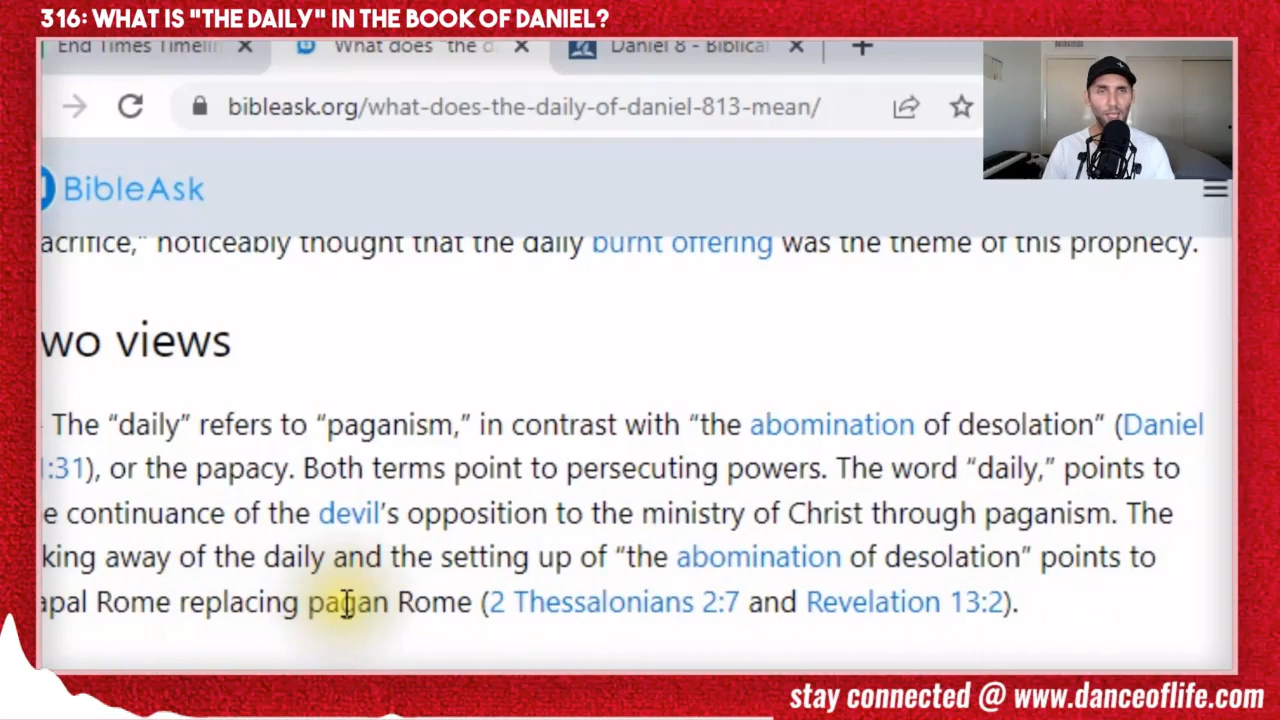 316: WHAT IS "THE DAILY" IN THE BOOK OF DANIEL?
End Times Timelin
What does "the d
Daniel 8 - Biblical
bibleask.org/what-does-the-daily-of-daniel-813-mean/
BibleAsk
acrifice," noticeably thought that the daily burnt offering was the theme of this prophecy.
wo views
The “daily” refers to “paganism,” in contrast with “the abomination of desolation” (Daniel
1:31), or the papacy. Both terms point to persecuting powers. The word “daily,” points to
e continuance of the devil’s opposition to the ministry of Christ through paganism. The
king away of the daily and the setting up of “the abomination of desolation” points to
apal Rome replacing pagan Rome (2 Thessalonians 2:7 and Revelation 13:2).
stay connected @ www.danceoflife.com